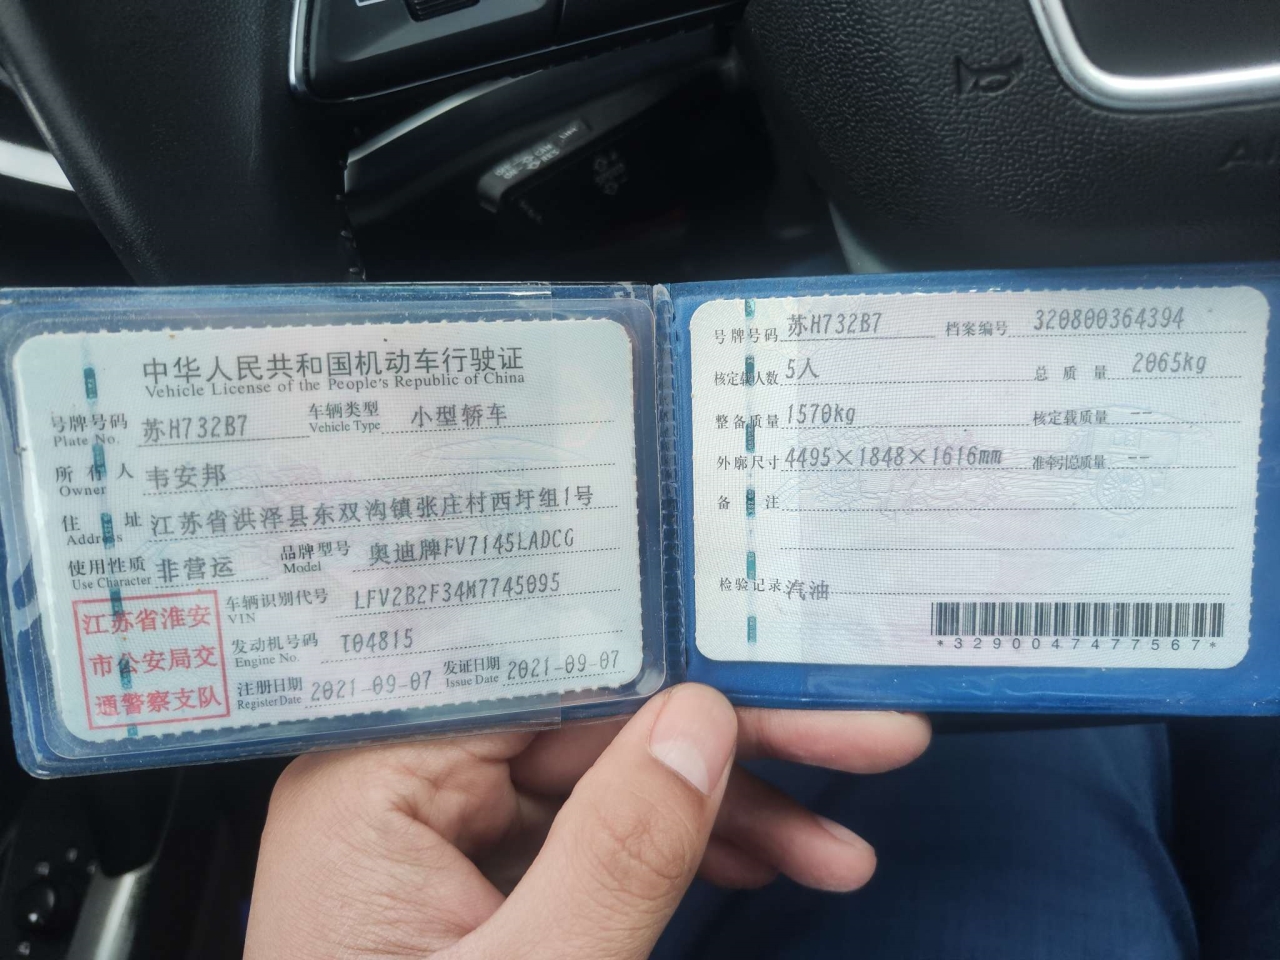 中华人民共和国机动车行驶证
Vehicle License of the People's Republic of China
号牌号码 苏H732B7 车辆类型 小型轿车
Plate No. Vehicle Type
所有人 韦安邦
Owner
住址 江苏省洪泽县东双沟镇张庄村西圩组1号
Address
使用性质 非营运 品牌型号 奥迪牌FV7145LADCG
Use Character Model
车辆识别代号 LFV2B2F34M7745095
VIN
发动机号码 T04815
Engine No.
注册日期 2021-09-07 发证日期 2021-09-07
Register Date Issue Date
江苏省淮安
市公安局交
通警察支队
号牌号码 苏H732B7 档案编号 320800364394
核定载人数 5人 总质量 2065kg
整备质量 1570kg 核定载质量 --
外廓尺寸 4495×1848×1616mm 准牵引总质量 --
备注
检验记录 汽油
*3290047477567*